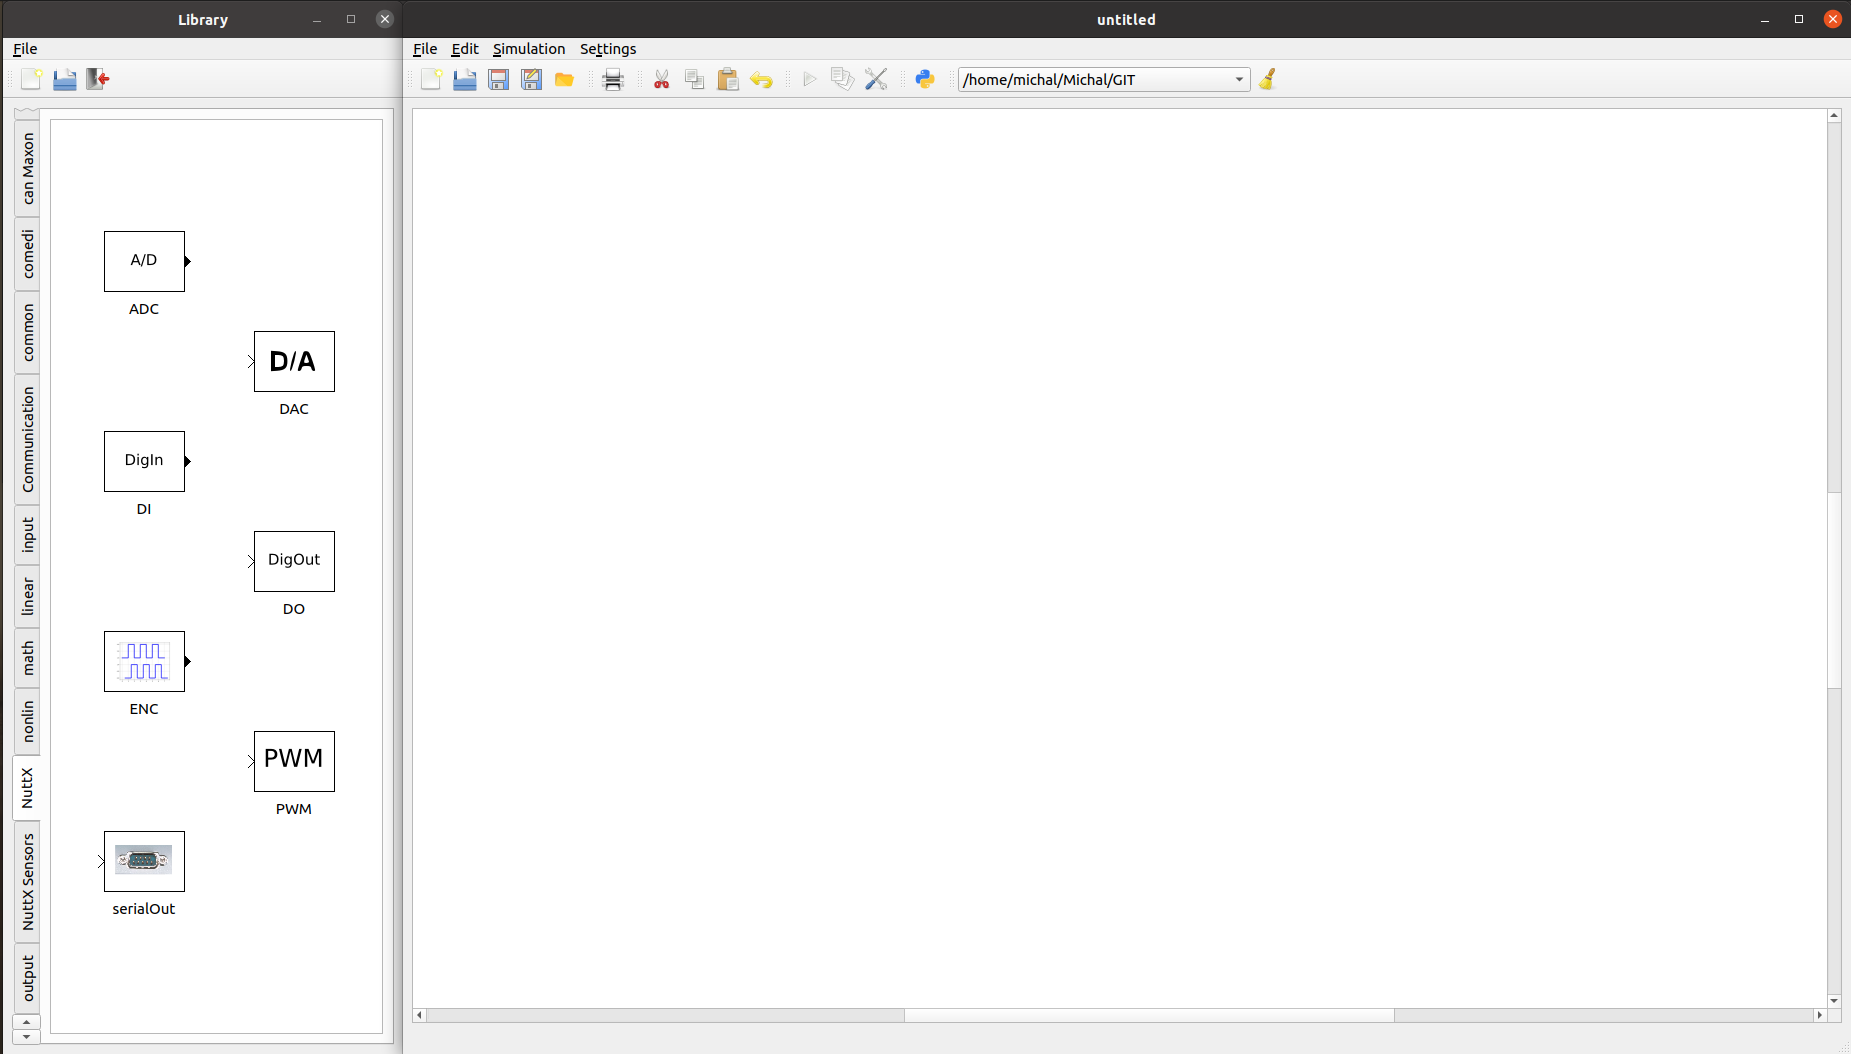 Library
File
can Maxon
comedi
common
Communication
input
linear
math
nonlin
NuttX
NuttX Sensors
output
A/D
ADC
D/A
DAC
DigIn
DI
DigOut
DO
ENC
PWM
PWM
serialOut
untitled
File Edit Simulation Settings
/home/michal/Michal/GIT